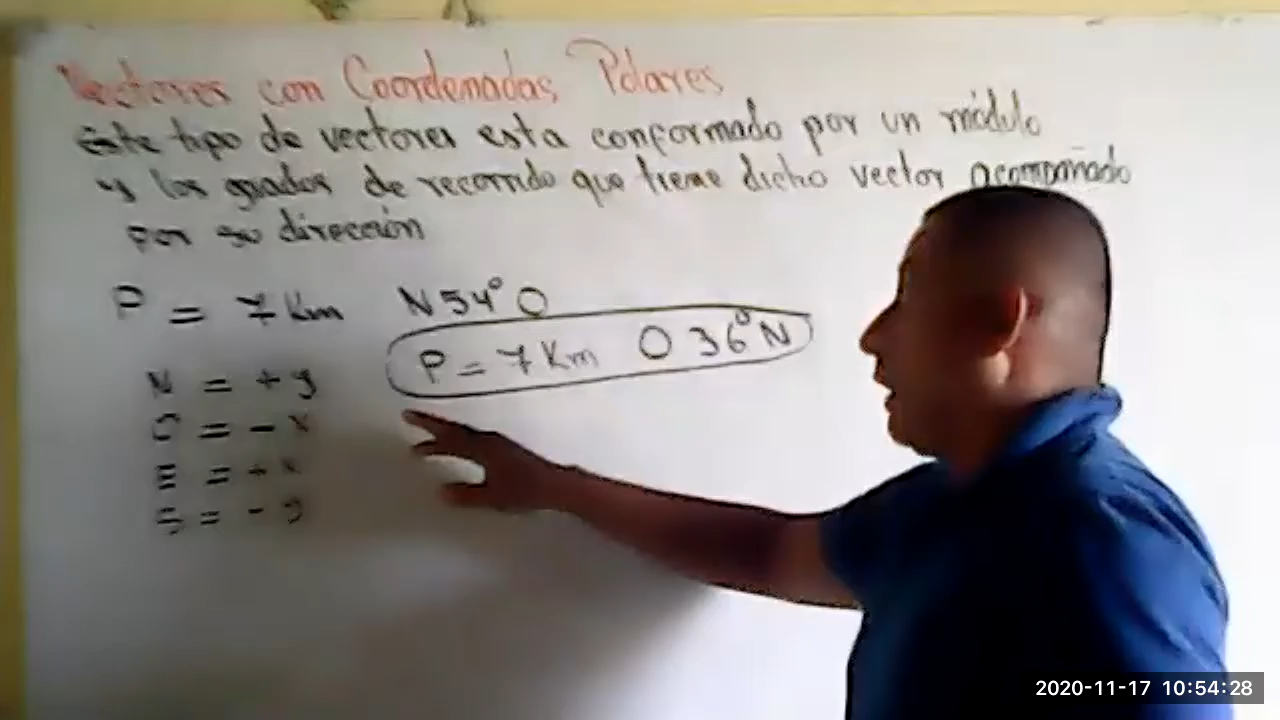 Vectores con Coordenadas Polares
Este tipo de vectores esta conformado por un módulo
y los grados de recorrido que tiene dicho vector acompañado
por su dirección
P = 7 Km N54°O
P = 7 Km O 36° N
N = + y
O = - x
E = + x
S = - y
2020-11-17 10:54:28